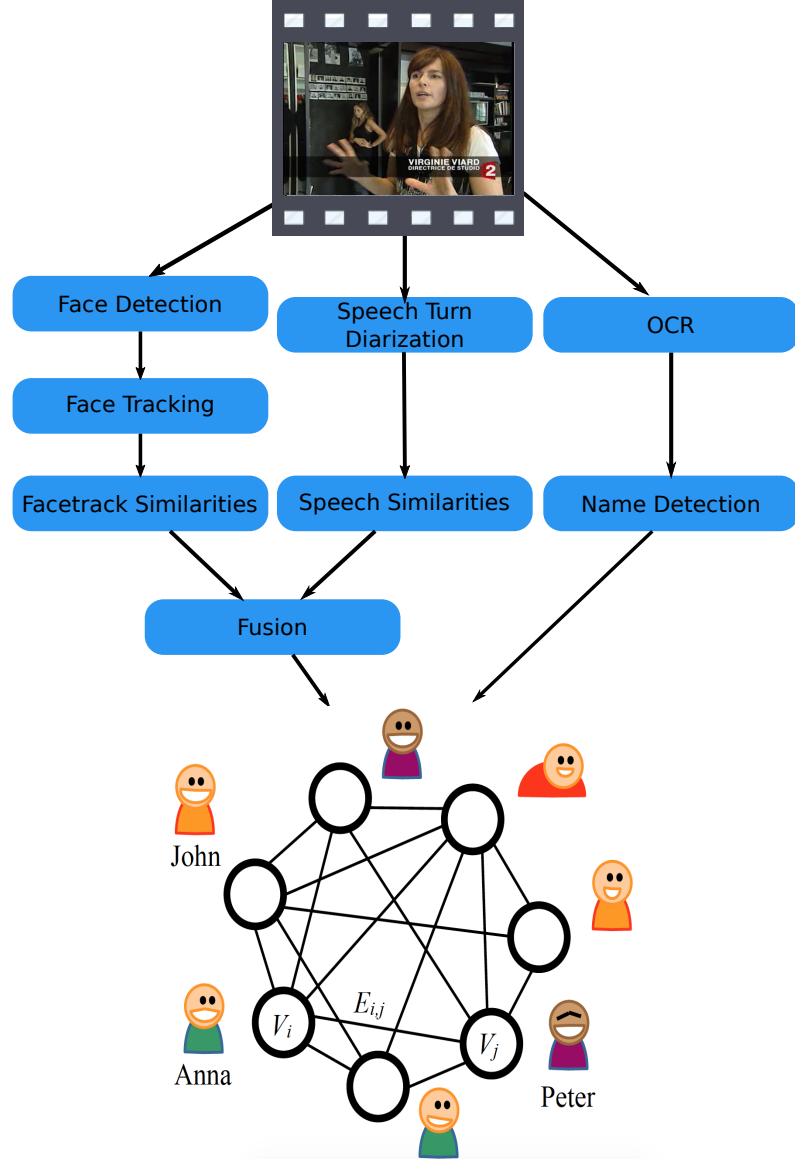 VIRGINIE VIARD
DIRECTRICE DE STUDIO
2
Face Detection
Speech Turn
Diarization
OCR
Face Tracking
Facetrack Similarities
Speech Similarities
Name Detection
Fusion
John
E i,j
V i
V j
Anna
Peter